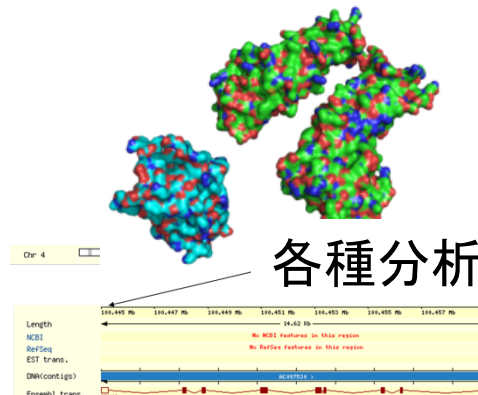 各種分析
Chr 4
100.445 Mb 100.447 Mb 100.449 Mb 100.451 Mb 100.453 Mb 100.455 Mb 100.457 Mb
Length 14.62 Kb
NCBI No NCBI features in this region
RefSeq No RefSeq features in this region
EST trans.
DNA(contigs) AC097530 >
Ensembl trans